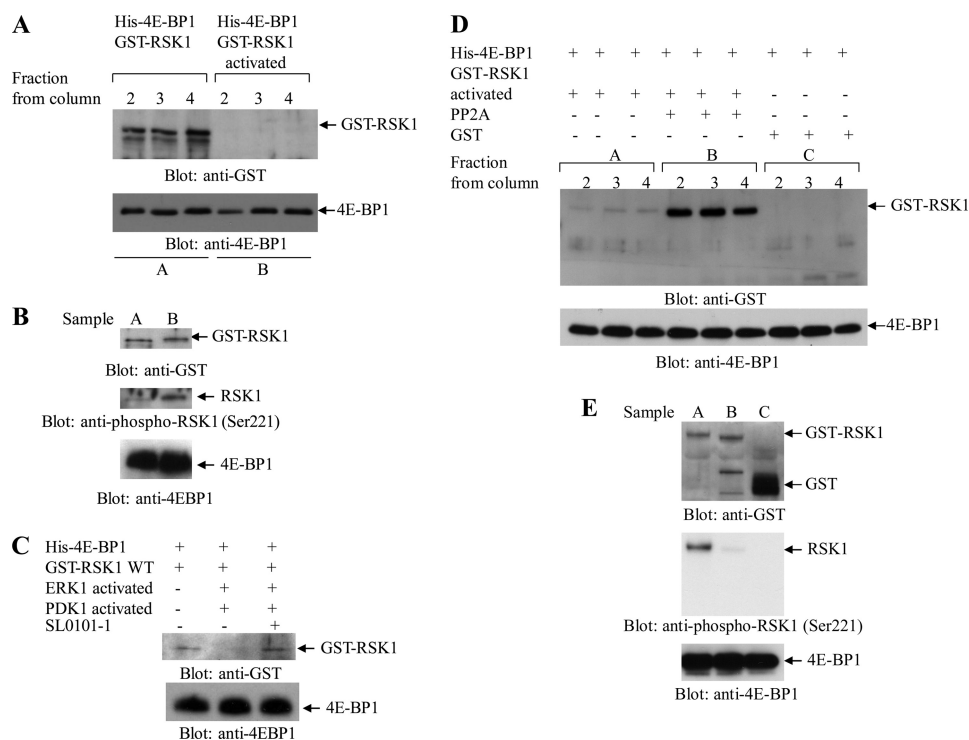 A
His-4E-BP1 His-4E-BP1
GST-RSK1 GST-RSK1
activated
Fraction
from column 2 3 4 2 3 4
GST-RSK1
Blot: anti-GST
4E-BP1
Blot: anti-4E-BP1
A B
B
Sample A B
GST-RSK1
Blot: anti-GST
RSK1
Blot: anti-phospho-RSK1 (Ser221)
4E-BP1
Blot: anti-4EBP1
C
His-4E-BP1 + + +
GST-RSK1 WT + + +
ERK1 activated - + +
PDK1 activated - + +
SL0101-1 - - +
GST-RSK1
Blot: anti-GST
4E-BP1
Blot: anti-4EBP1
D
His-4E-BP1 + + + + + + + + +
GST-RSK1
activated + + + + + + - - -
PP2A - - - + + + - - -
GST - - - - - - + + +
A B C
Fraction
from column 2 3 4 2 3 4 2 3 4
GST-RSK1
Blot: anti-GST
4E-BP1
Blot: anti-4E-BP1
E
Sample A B C
GST-RSK1
GST
Blot: anti-GST
RSK1
Blot: anti-phospho-RSK1 (Ser221)
4E-BP1
Blot: anti-4E-BP1